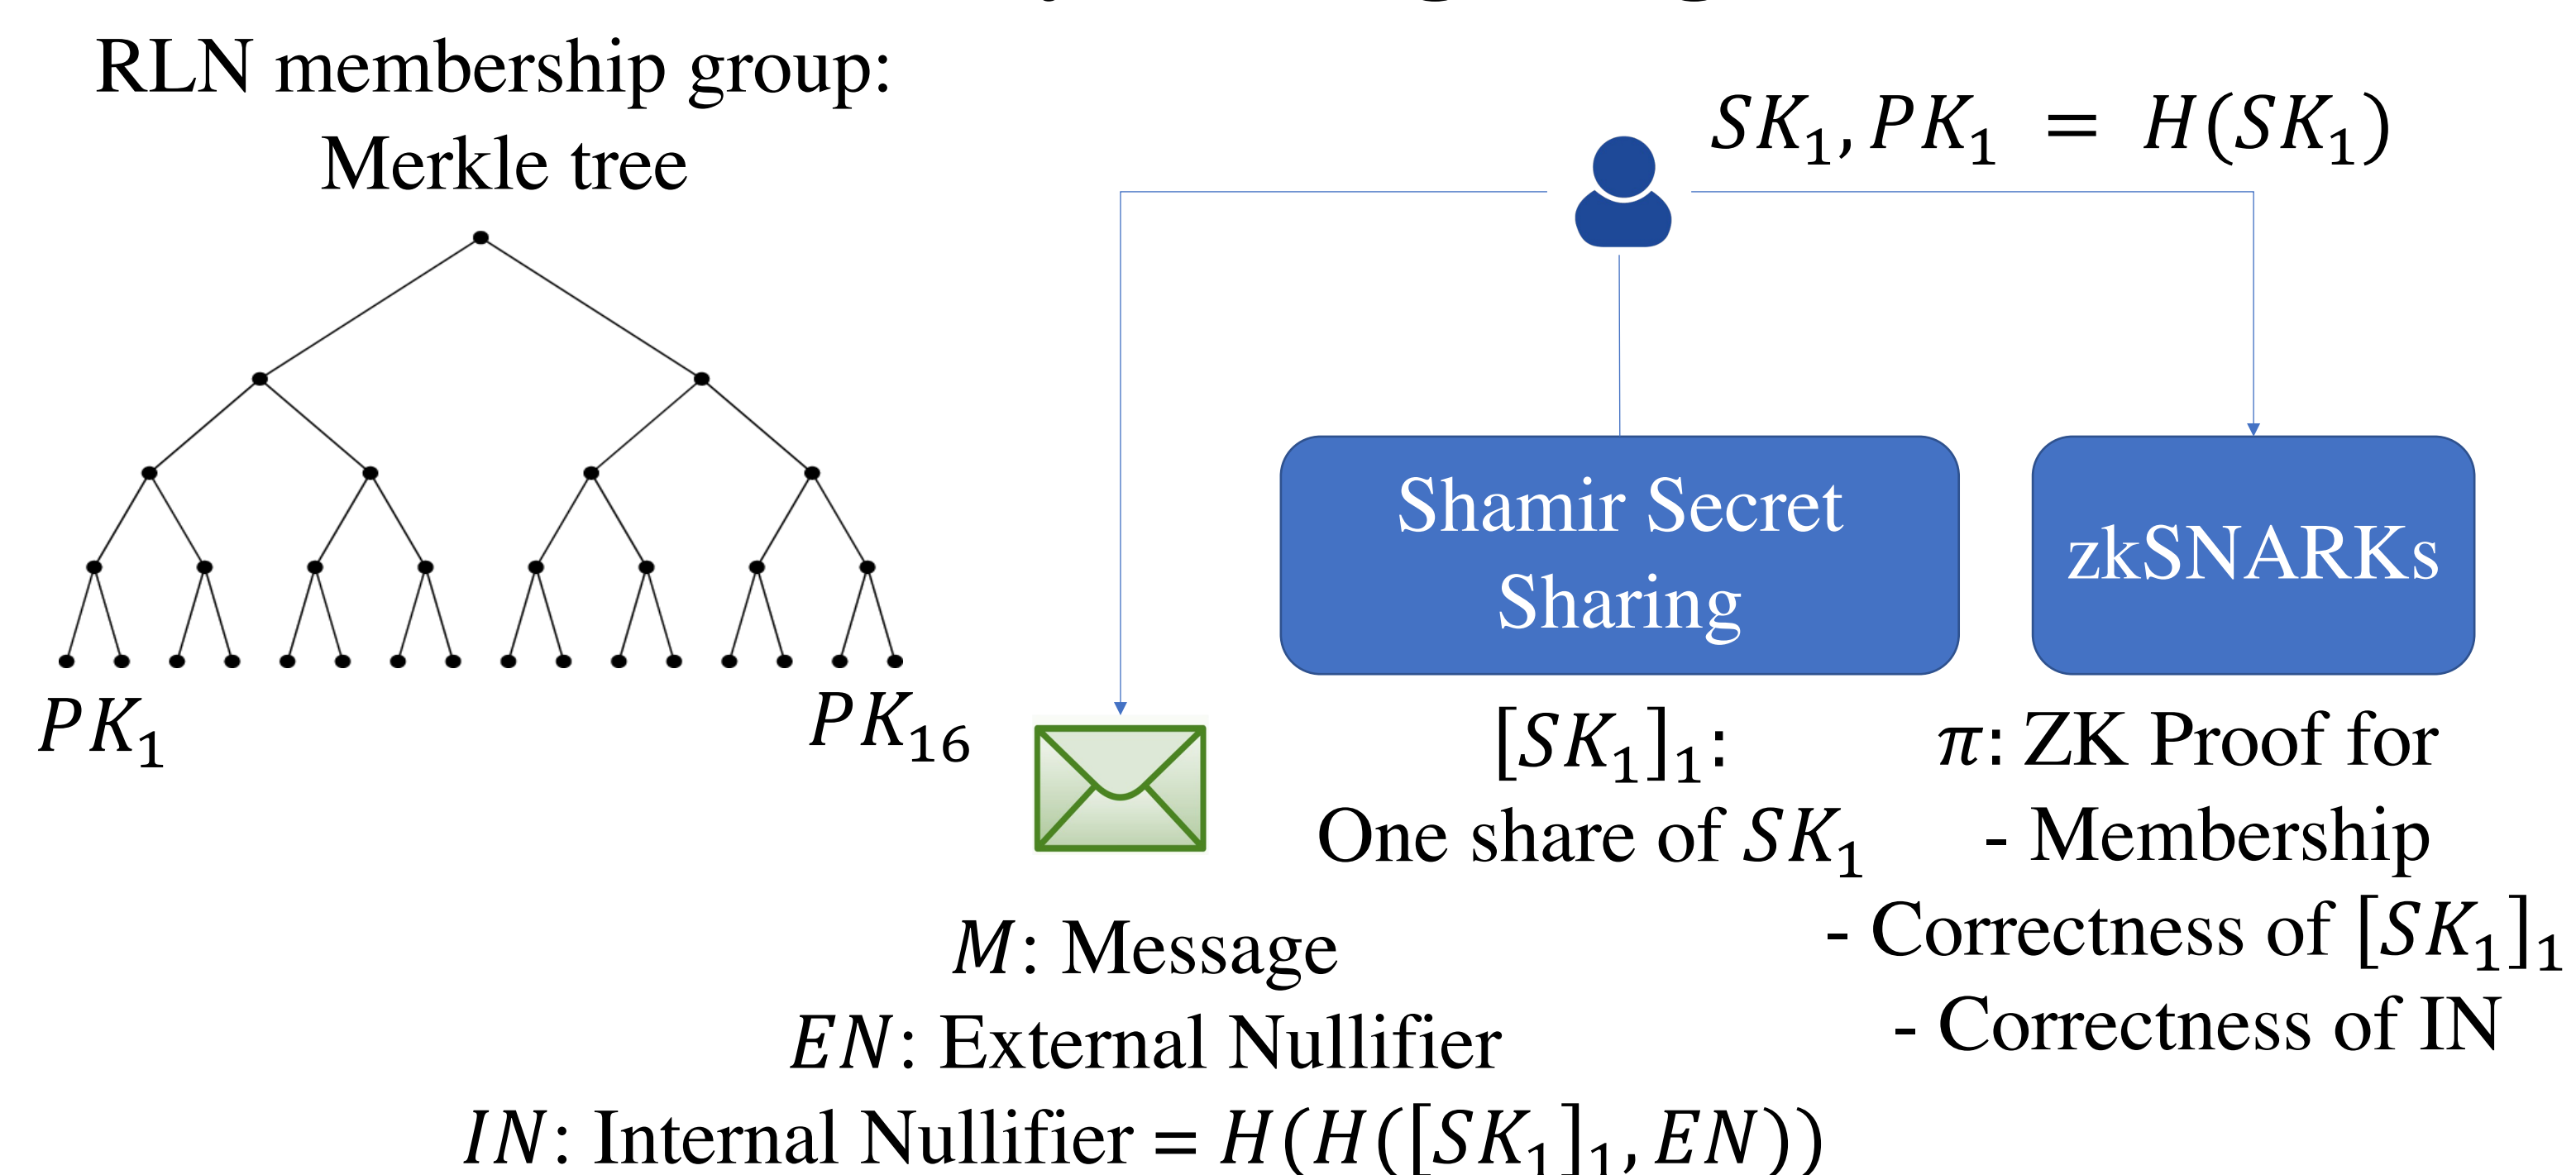 RLN membership group:
Merkle tree
PK₁
PK₁₆
SK₁, PK₁ = H(SK₁)
Shamir Secret
Sharing
zkSNARKs
[SK₁]₁:
One share of SK₁
π: ZK Proof for
- Membership
- Correctness of [SK₁]₁
- Correctness of IN
M: Message
EN: External Nullifier
IN: Internal Nullifier = H(H([SK₁]₁, EN))